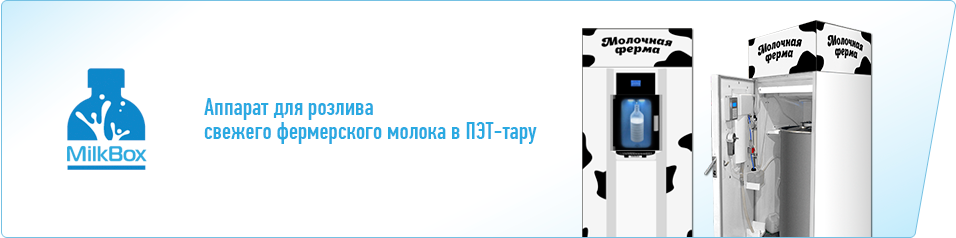 MilkBox
Аппарат для розлива
свежего фермерского молока в ПЭТ-тару
Молочная
ферма
Молочная
ферма
Молочная
ферма